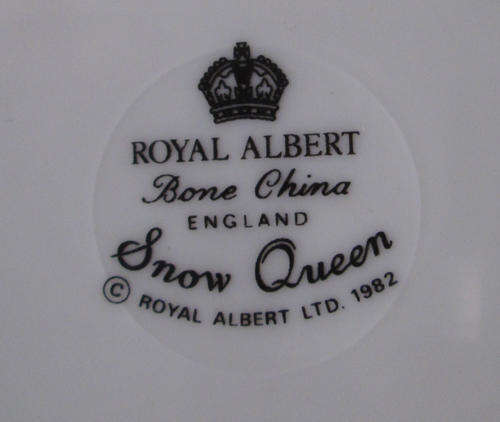 ROYAL ALBERT
Bone China
ENGLAND
Snow Queen
© ROYAL ALBERT LTD. 1982